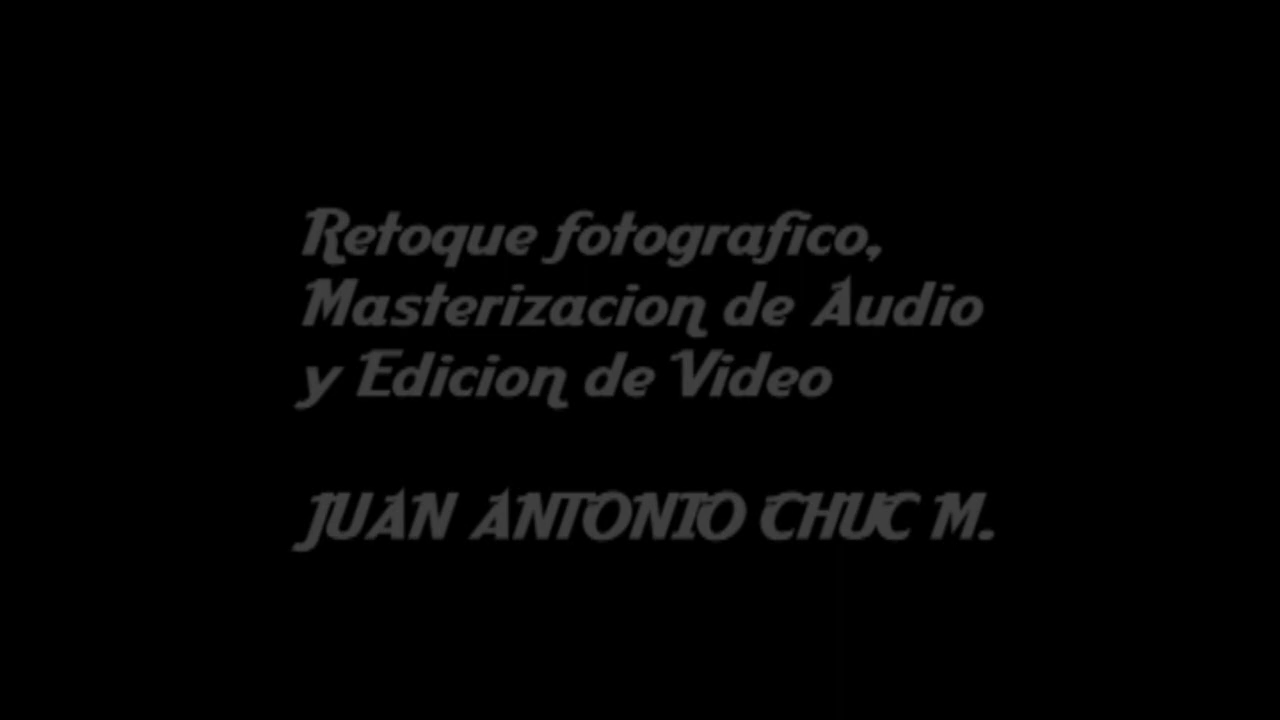 Retoque fotografico,
Masterizacion de Audio
y Edicion de Video
JUAN ANTONIO CHUC M.